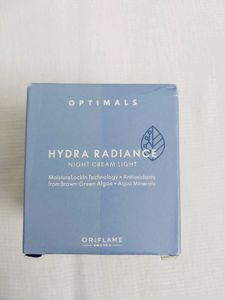 OPTIMALS
HYDRA RADIANCE
NIGHT CREAM LIGHT
MoistureLockIn Technology • Antioxidants
from Brown-Green Algae • Aqua Minerals
ORIFLAME
SWEDEN